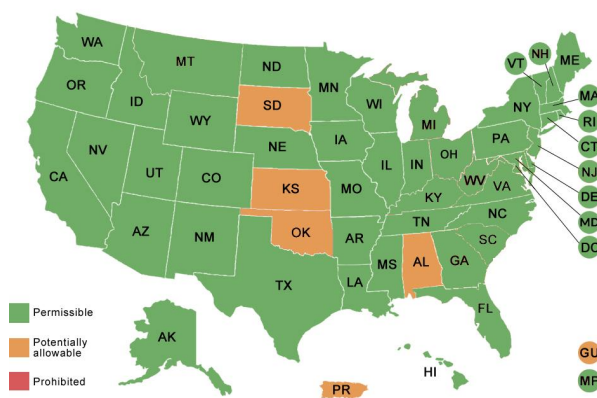 WA
MT
ND
MN
VT
NH
ME
OR
ID
SD
WI
MI
NY
MA
RI
WY
IA
PA
CT
NV
NE
IL
IN
OH
NJ
CA
UT
CO
KS
MO
WV
VA
DE
KY
MD
AZ
NM
OK
AR
TN
NC
DC
SC
TX
LA
MS
AL
GA
FL
Permissible
Potentially
allowable
Prohibited
AK
HI
PR
GU
MP